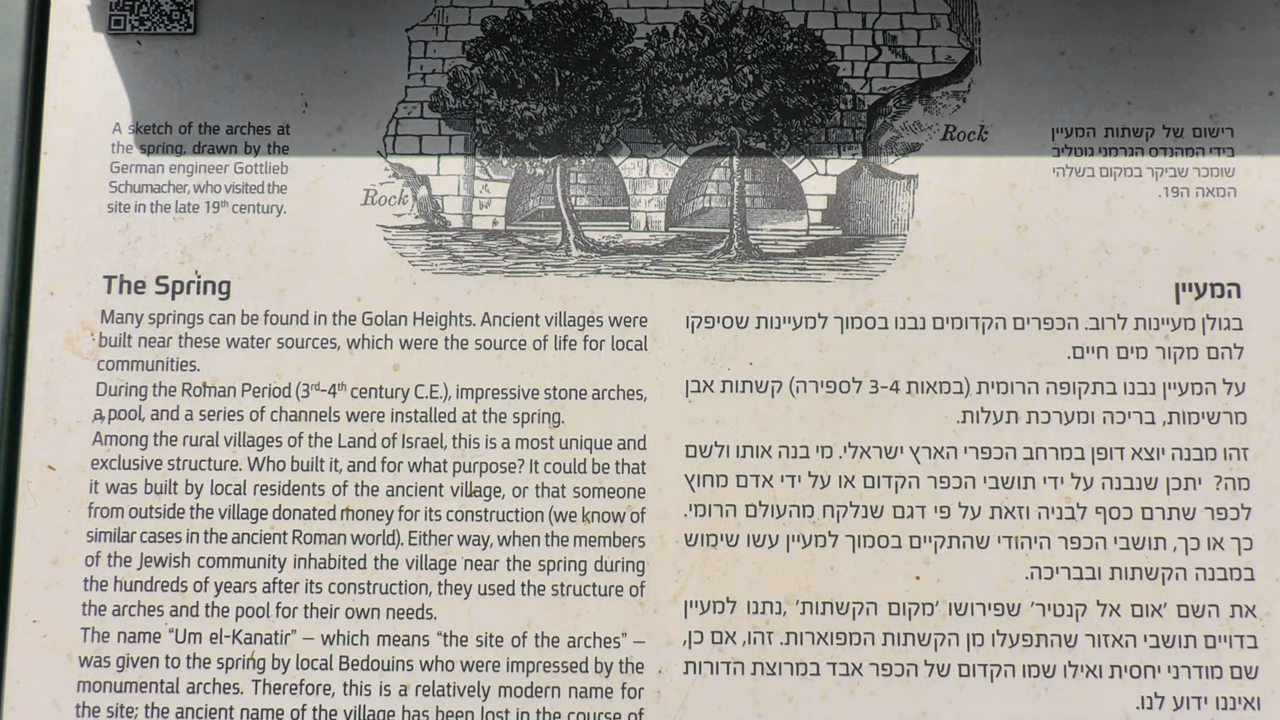 A sketch of the arches at
the spring, drawn by the
German engineer Gottlieb
Schumacher, who visited the
site in the late 19th century.
Rock
Rock
רישום של קשתות המעיין
בידי המהנדס הגרמני גוטליב
שומכר שביקר במקום בשלהי
המאה ה19.
The Spring
Many springs can be found in the Golan Heights. Ancient villages were
built near these water sources, which were the source of life for local
communities.
During the Roman Period (3rd–4th century C.E.), impressive stone arches,
a pool, and a series of channels were installed at the spring.
Among the rural villages of the Land of Israel, this is a most unique and
exclusive structure. Who built it, and for what purpose? It could be that
it was built by local residents of the ancient village, or that someone
from outside the village donated money for its construction (we know of
similar cases in the ancient Roman world). Either way, when the members
of the Jewish community inhabited the village near the spring during
the hundreds of years after its construction, they used the structure of
the arches and the pool for their own needs.
The name “Um el-Kanatir” – which means “the site of the arches” –
was given to the spring by local Bedouins who were impressed by the
monumental arches. Therefore, this is a relatively modern name for
the site; the ancient name of the village has been lost in the course of
המעיין
בגולן מעיינות לרוב. הכפרים הקדומים נבנו בסמוך למעיינות שסיפקו
להם מקור מים חיים.
על המעיין נבנו בתקופה הרומית (במאות 3-4 לספירה) קשתות אבן
מרשימות, בריכה ומערכת תעלות.
זהו מבנה יוצא דופן במרחב הכפרי הארץ ישראלי. מי בנה אותו ולשם
מה? יתכן שנבנה על ידי תושבי הכפר הקדום או על ידי אדם מחוץ
לכפר שתרם כסף לבניה וזאת על פי דגם שנלקח מהעולם הרומי.
כך או כך, תושבי הכפר היהודי שהתקיים בסמוך למעיין עשו שימוש
במבנה הקשתות ובבריכה.
את השם 'אום אל קנטיר' שפירושו 'מקום הקשתות', נתנו למעיין
בדויים תושבי האזור שהתפעלו מן הקשתות המפוארות. זהו, אם כן,
שם מודרני יחסית ואילו שמו הקדום של הכפר אבד במרוצת הדורות
ואיננו ידוע לנו.